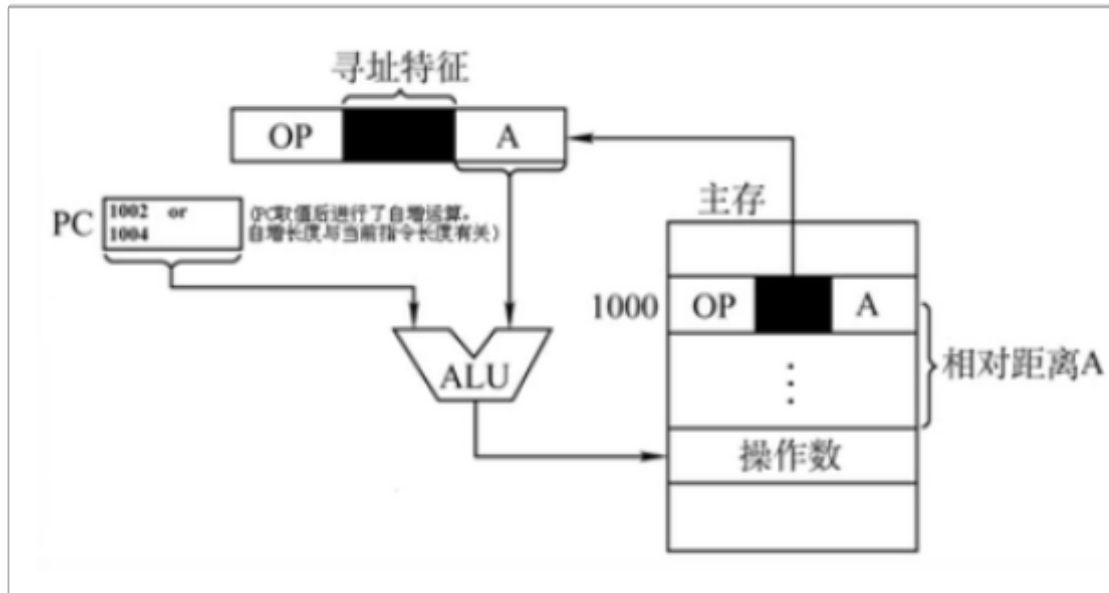 寻址特征
OP A
PC
1002 or
1004
(PC取值后进行了自增运算。
自增长度与当前指令长度有关)
主存
1000 OP A
ALU
相对距离A
操作数